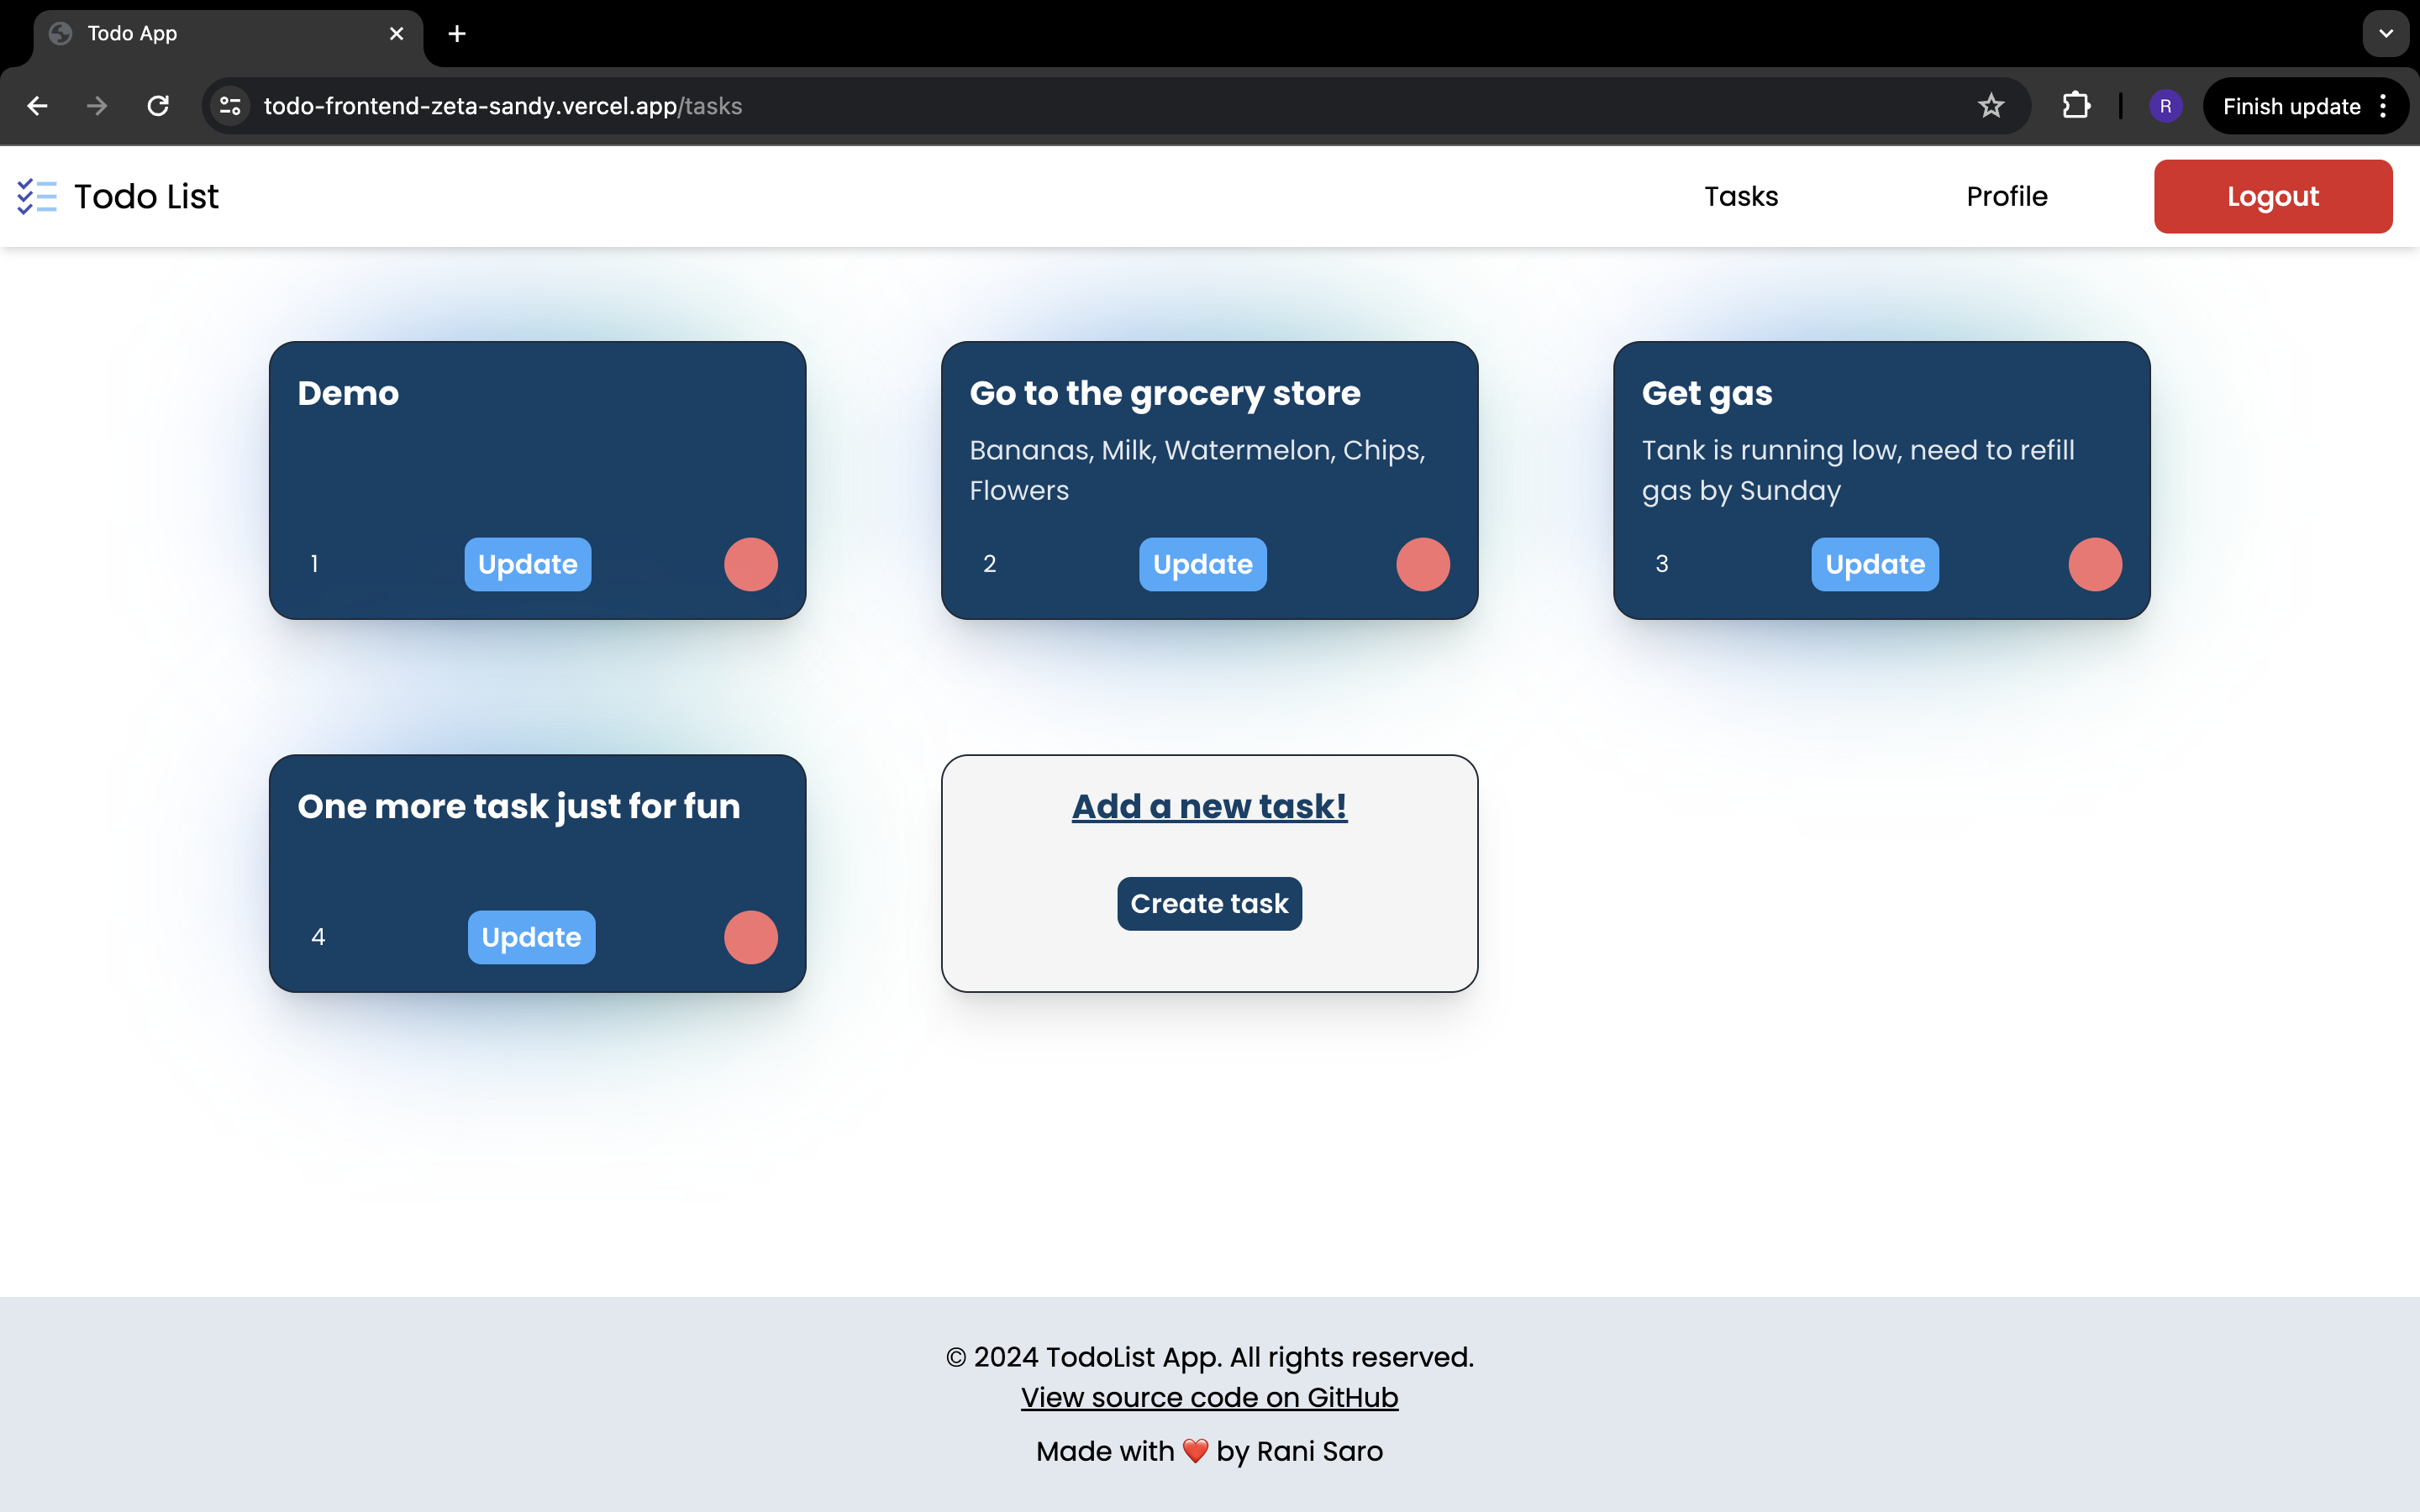 Todo App
todo-frontend-zeta-sandy.vercel.app/tasks
R
Finish update
Todo List
Tasks
Profile
Logout
Demo
1
Update
Go to the grocery store
Bananas, Milk, Watermelon, Chips,
Flowers
2
Update
Get gas
Tank is running low, need to refill
gas by Sunday
3
Update
One more task just for fun
4
Update
Add a new task!
Create task
© 2024 TodoList App. All rights reserved.
View source code on GitHub
Made with ❤️ by Rani Saro